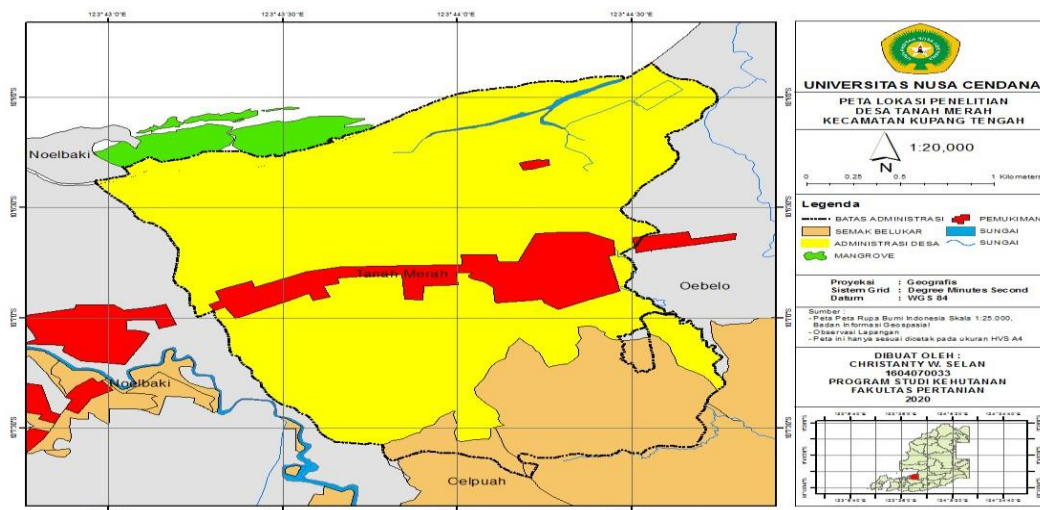 123°43'0"E
123°43'30"E
123°44'0"E
123°44'30"E
Noelbaki
Tanah Merah
Oebelo
Noelbaki
Oelpuah
UNIVERSITAS NUSA CENDANA
PETA LOKASI PENELITIAN
DESA TANAH MERAH
KECAMATAN KUPANG TENGAH
1:20,000
N
0 0.25 0.5 1 Kilometers
Legenda
BATAS ADMINISTRASI
PEMUKIMAN
SEMAK BELUKAR
SUNGAI
ADMINISTRASI DESA
SUNGAI
MANGROVE
Proyeksi : Geografis
Sistem Grid : Degree Minutes Second
Datum : WGS 84
Sumber :
- Peta Peta Rupa Bumi Indonesia Skala 1:25.000,
Badan Informasi Geospasial
- Observasi Lapangan
- Peta ini hanya sesuai dicetak pada ukuran HVS A4
DIBUAT OLEH :
CHRISTANTY W. SELAN
1604070033
PROGRAM STUDI KEHUTANAN
FAKULTAS PERTANIAN
2020